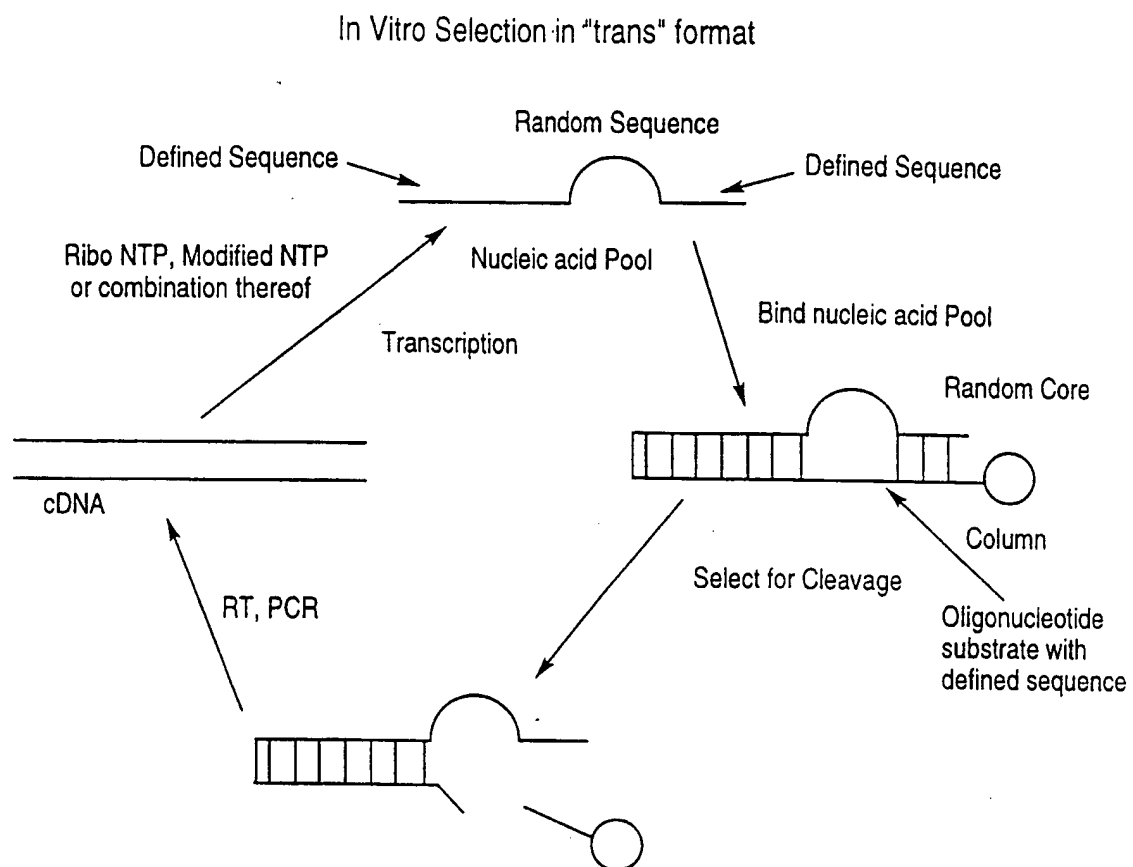 In Vitro Selection in "trans" format
Random Sequence
Defined Sequence
Defined Sequence
Ribo NTP, Modified NTP
or combination thereof
Nucleic acid Pool
Bind nucleic acid Pool
Transcription
Random Core
cDNA
Column
Select for Cleavage
RT, PCR
Oligonucleotide
substrate with
defined sequence